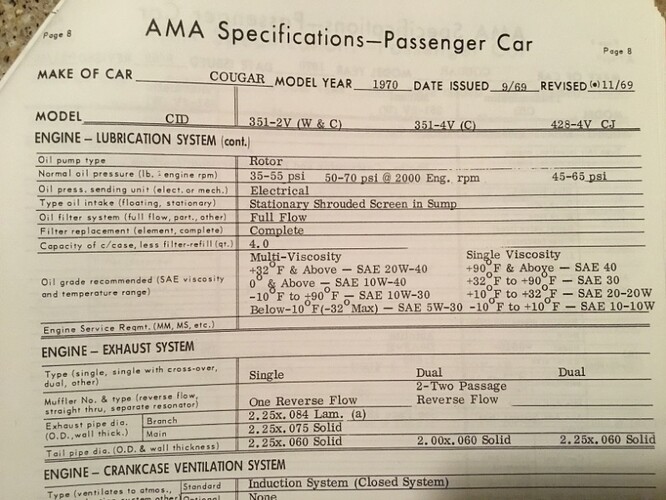 Page 8 AMA Specifications—Passenger Car Page 8
MAKE OF CAR COUGAR MODEL YEAR 1970 DATE ISSUED 9/69 REVISED (•) 11/69
MODEL CID 351-2V (W & C) 351-4V (C) 428-4V CJ
ENGINE — LUBRICATION SYSTEM (cont.)
Oil pump type Rotor
Normal oil pressure (lb. engine rpm) 35-55 psi 50-70 psi @ 2000 Eng. rpm 45-65 psi
Oil press. sending unit (elect. or mech.) Electrical
Type oil intake (floating, stationary) Stationary Shrouded Screen in Sump
Oil filter system (full flow, part., other) Full Flow
Filter replacement (element, complete) Complete
Capacity of c/case, less filter-refill (qt.) 4.0
Multi-Viscosity Single Viscosity
+32°F & Above — SAE 20W-40 +90°F & Above — SAE 40
Oil grade recommended (SAE viscosity 0° & Above — SAE 10W-40 +32°F to +90°F — SAE 30
and temperature range) -10°F to +90°F — SAE 10W-30 +10°F to +32°F — SAE 20-20W
Below-10°F(-32°Max) — SAE 5W-30 -10°F to +10°F — SAE 10-10W
Engine Service Reqmt. (MM, MS, etc.)
ENGINE — EXHAUST SYSTEM
Type (single, single with cross-over, dual, other) Single Dual Dual
2-Two Passage
Muffler No. & type (reverse flow, straight thru, separate resonator) One Reverse Flow Reverse Flow
Exhaust pipe dia. (O.D., wall thick.) Branch 2.25x.084 Lam. (a)
Main 2.25x.075 Solid
Tail pipe dia. (O.D. & wall thickness) 2.25x.060 Solid 2.00x.060 Solid 2.25x.060 Solid
ENGINE — CRANKCASE VENTILATION SYSTEM
Type (ventilates to atmos., Standard Induction System (Closed System)
None